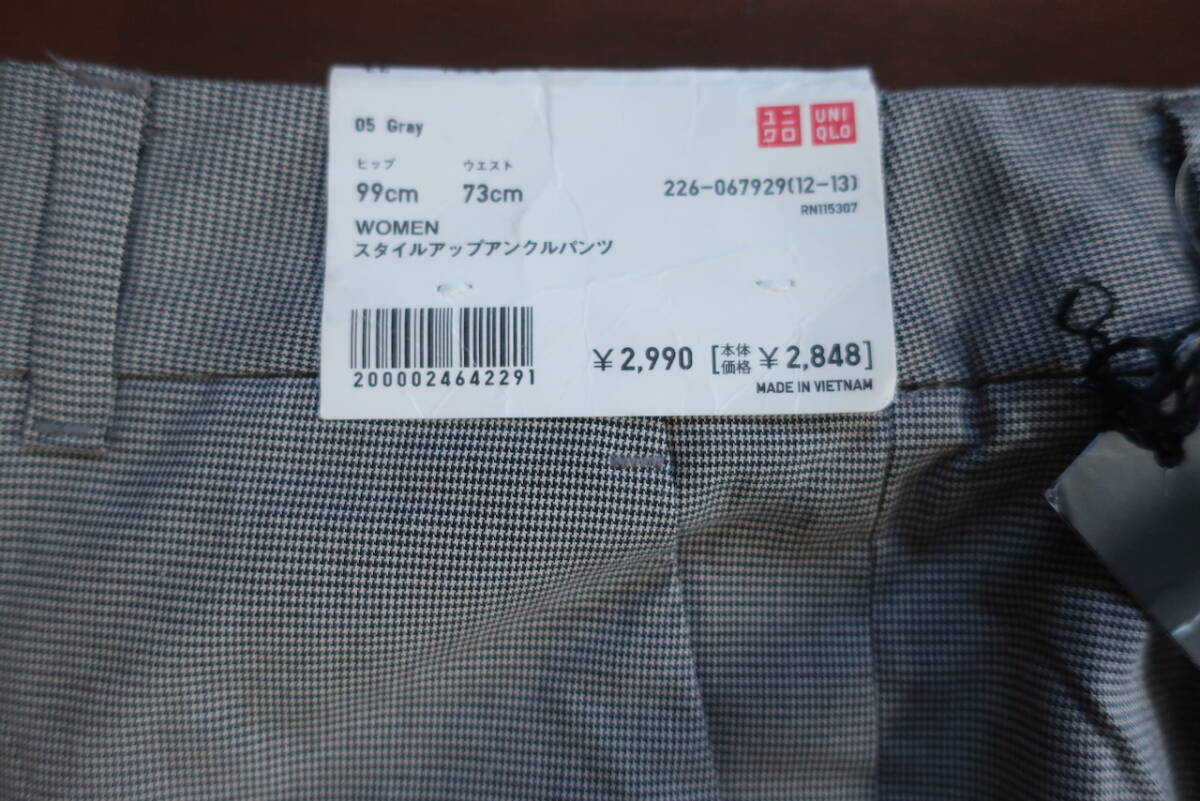 05 Gray
ユニクロ
UNIQLO
ヒップ ウエスト
99cm 73cm
226-067929(12-13)
RN115307
WOMEN
スタイルアップアンクルパンツ
2000024642291
¥2,990 [本体価格 ¥2,848]
MADE IN VIETNAM